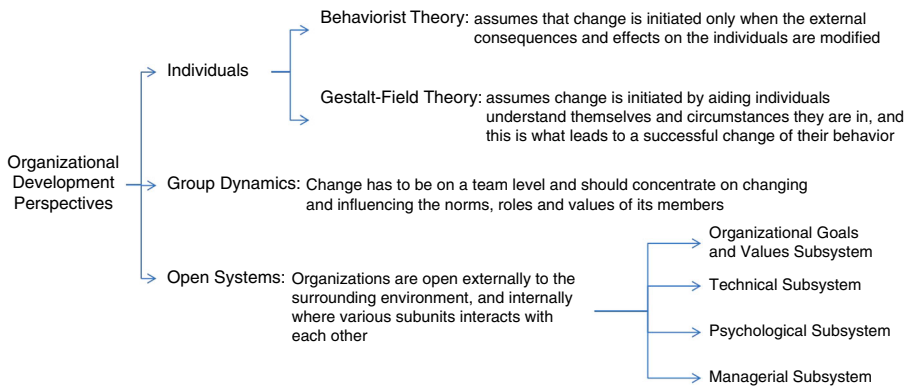 Organizational
Development
Perspectives
Individuals
Behaviorist Theory: assumes that change is initiated only when the external
consequences and effects on the individuals are modified
Gestalt-Field Theory: assumes change is initiated by aiding individuals
understand themselves and circumstances they are in, and
this is what leads to a successful change of their behavior
Group Dynamics: Change has to be on a team level and should concentrate on changing
and influencing the norms, roles and values of its members
Open Systems: Organizations are open externally to the
surrounding environment, and internally
where various subunits interacts with
each other
Organizational Goals
and Values Subsystem
Technical Subsystem
Psychological Subsystem
Managerial Subsystem